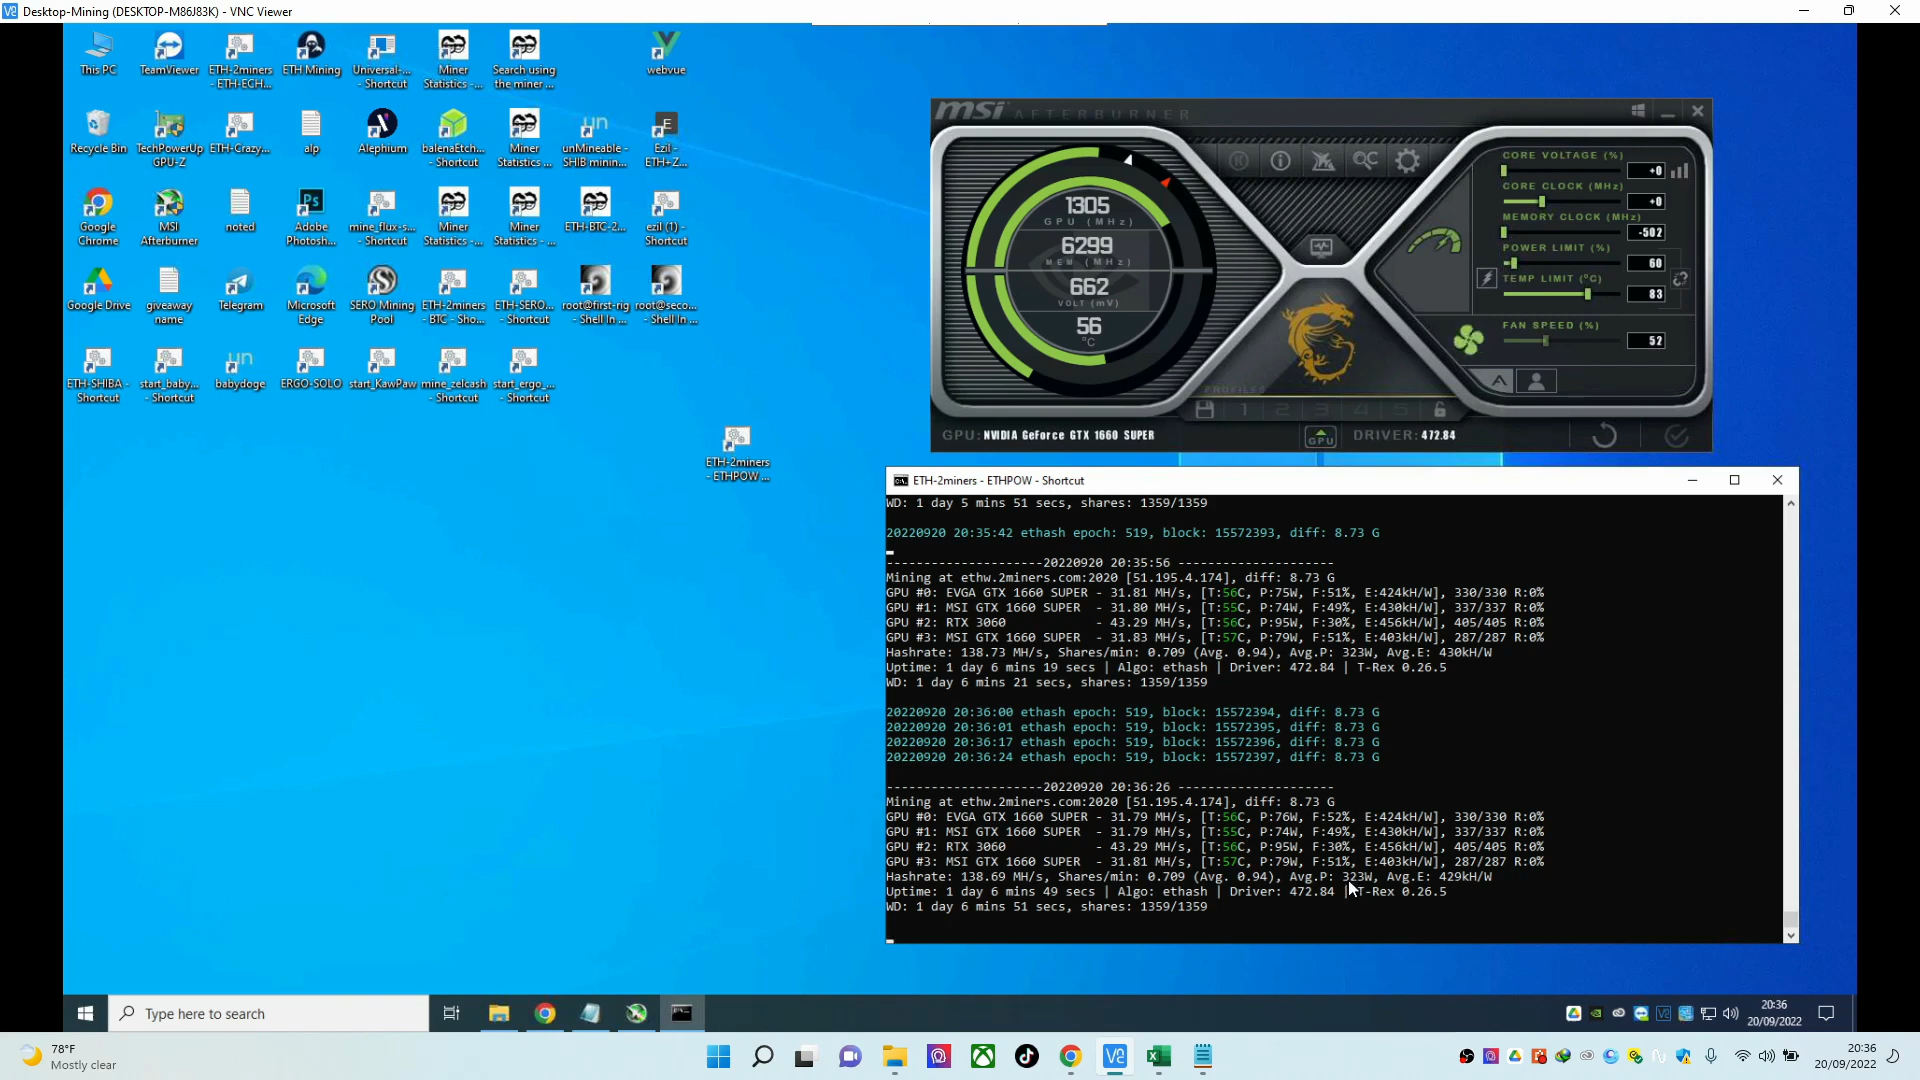 Desktop-Mining (DESKTOP-M86J83K) - VNC Viewer
This PC
TeamViewer
ETH-2miners
- ETH-ECH...
ETH Mining
Universal-...
- Shortcut
Miner
Statistics -...
Search using
the miner ...
webvue
Recycle Bin
TechPowerUp
GPU-Z
ETH-Crazy...
alp
Alephium
balenaEtch...
- Shortcut
Miner
Statistics ...
unMineable -
SHIB minin...
Ezil -
ETH+Z...
Google
Chrome
MSI
Afterburner
noted
Adobe
Photosh...
mine_flux-s...
- Shortcut
Miner
Statistics -...
Miner
Statistics - ...
ETH-BTC-2...
ezil (1) -
Shortcut
Google Drive
giveaway
name
Telegram
Microsoft
Edge
SERO Mining
Pool
ETH-2miners
- BTC - Sho...
ETH-SERO...
- Shortcut
root@first-rig
- Shell In ...
root@seco...
- Shell In ...
ETH-SHIBA -
Shortcut
start_baby...
- Shortcut
babydoge
ERGO-SOLO
start_KawPaw
mine_zelcash
- Shortcut
start_ergo_...
- Shortcut
ETH-2miners
- ETHPOW ...
msi AFTERBURNER
1305
GPU (MHz)
6299
MEM (MHz)
662
VOLT (mV)
56
°C
CORE VOLTAGE (%)
+0
CORE CLOCK (MHz)
+0
MEMORY CLOCK (MHz)
-502
POWER LIMIT (%)
60
TEMP LIMIT (°C)
83
FAN SPEED (%)
52
PROFILES
1 2 3 4 5
GPU: NVIDIA GeForce GTX 1660 SUPER
GPU
DRIVER: 472.84
ETH-2miners - ETHPOW - Shortcut
WD: 1 day 5 mins 51 secs, shares: 1359/1359
20220920 20:35:42 ethash epoch: 519, block: 15572393, diff: 8.73 G
---------------------20220920 20:35:56 ---------------------
Mining at ethw.2miners.com:2020 [51.195.4.174], diff: 8.73 G
GPU #0: EVGA GTX 1660 SUPER - 31.81 MH/s, [T:56C, P:75W, F:51%, E:424kH/W], 330/330 R:0%
GPU #1: MSI GTX 1660 SUPER - 31.80 MH/s, [T:55C, P:74W, F:49%, E:430kH/W], 337/337 R:0%
GPU #2: RTX 3060 - 43.29 MH/s, [T:56C, P:95W, F:30%, E:456kH/W], 405/405 R:0%
GPU #3: MSI GTX 1660 SUPER - 31.83 MH/s, [T:57C, P:79W, F:51%, E:403kH/W], 287/287 R:0%
Hashrate: 138.73 MH/s, Shares/min: 0.709 (Avg. 0.94), Avg.P: 323W, Avg.E: 430kH/W
Uptime: 1 day 6 mins 19 secs | Algo: ethash | Driver: 472.84 | T-Rex 0.26.5
WD: 1 day 6 mins 21 secs, shares: 1359/1359
20220920 20:36:00 ethash epoch: 519, block: 15572394, diff: 8.73 G
20220920 20:36:01 ethash epoch: 519, block: 15572395, diff: 8.73 G
20220920 20:36:17 ethash epoch: 519, block: 15572396, diff: 8.73 G
20220920 20:36:24 ethash epoch: 519, block: 15572397, diff: 8.73 G
---------------------20220920 20:36:26 ---------------------
Mining at ethw.2miners.com:2020 [51.195.4.174], diff: 8.73 G
GPU #0: EVGA GTX 1660 SUPER - 31.79 MH/s, [T:56C, P:76W, F:52%, E:424kH/W], 330/330 R:0%
GPU #1: MSI GTX 1660 SUPER - 31.79 MH/s, [T:55C, P:74W, F:49%, E:430kH/W], 337/337 R:0%
GPU #2: RTX 3060 - 43.29 MH/s, [T:56C, P:95W, F:30%, E:456kH/W], 405/405 R:0%
GPU #3: MSI GTX 1660 SUPER - 31.81 MH/s, [T:57C, P:79W, F:51%, E:403kH/W], 287/287 R:0%
Hashrate: 138.69 MH/s, Shares/min: 0.709 (Avg. 0.94), Avg.P: 323W, Avg.E: 429kH/W
Uptime: 1 day 6 mins 49 secs | Algo: ethash | Driver: 472.84 | T-Rex 0.26.5
WD: 1 day 6 mins 51 secs, shares: 1359/1359
Type here to search
20:36
20/09/2022
78°F
Mostly clear
20:36
20/09/2022